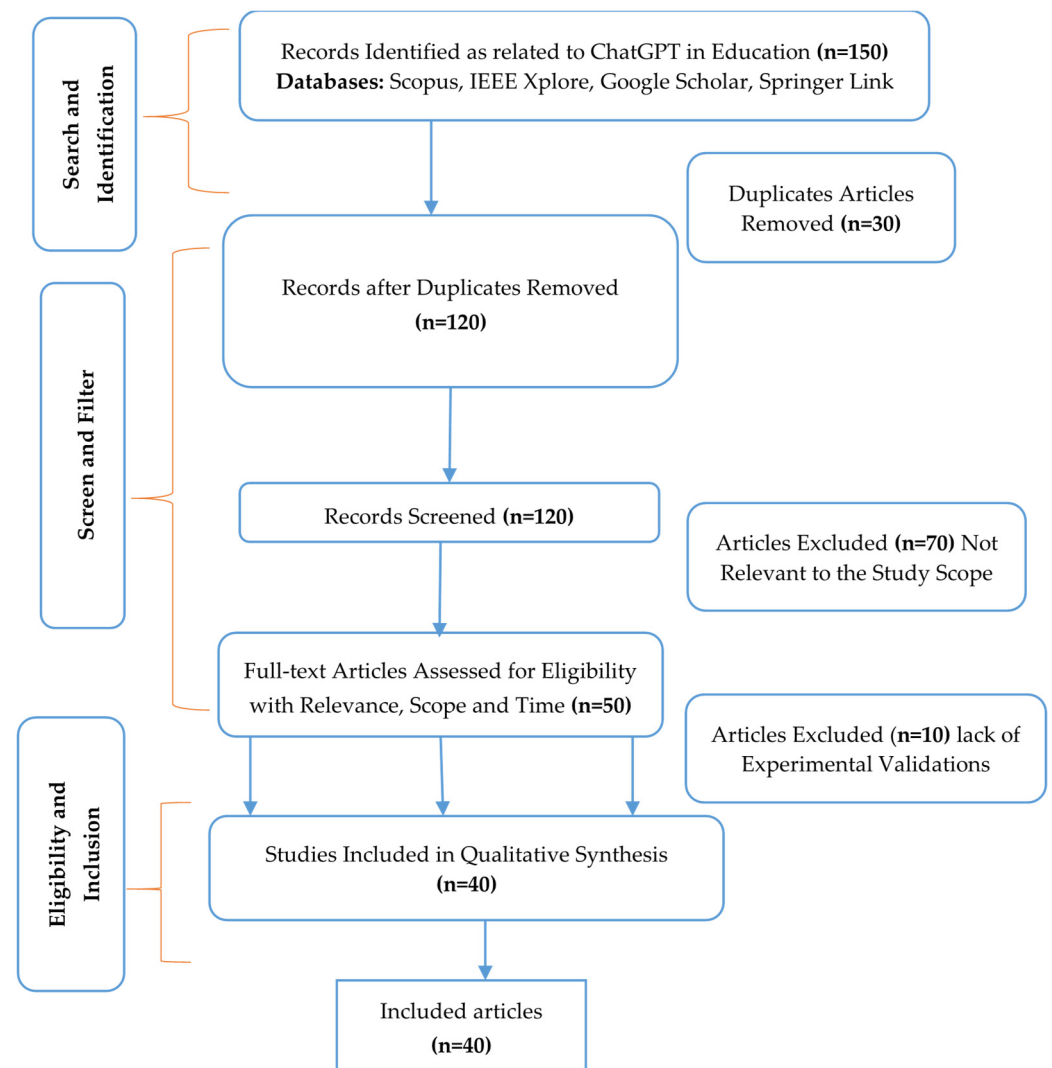 Search and
Identification
Records Identified as related to ChatGPT in Education (n=150)
Databases: Scopus, IEEE Xplore, Google Scholar, Springer Link
Duplicates Articles
Removed (n=30)
Screen and Filter
Records after Duplicates Removed
(n=120)
Records Screened (n=120)
Articles Excluded (n=70) Not
Relevant to the Study Scope
Full-text Articles Assessed for Eligibility
with Relevance, Scope and Time (n=50)
Articles Excluded (n=10) lack of
Experimental Validations
Eligibility and
Inclusion
Studies Included in Qualitative Synthesis
(n=40)
Included articles
(n=40)